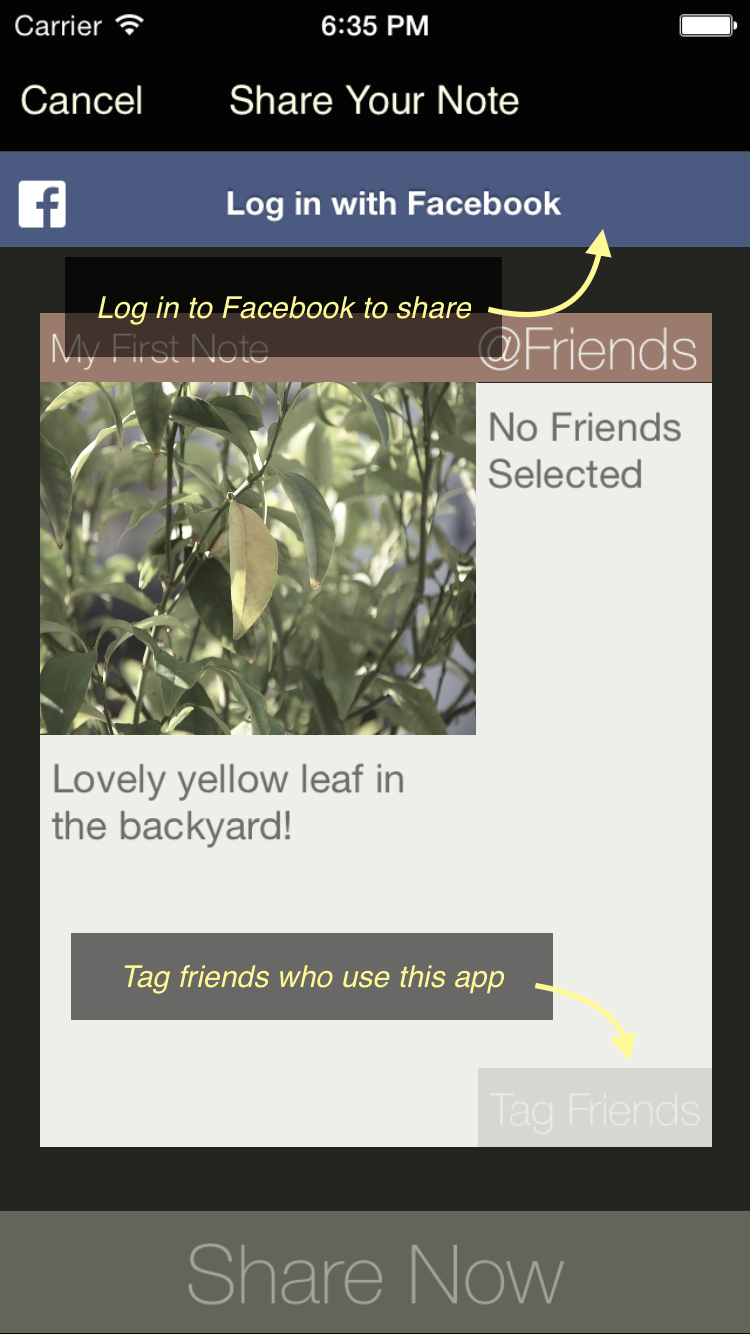 Carrier 6:35 PM
Cancel Share Your Note
Log in with Facebook
Log in to Facebook to share
My First Note @Friends
No Friends
Selected
Lovely yellow leaf in
the backyard!
Tag friends who use this app
Tag Friends
Share Now